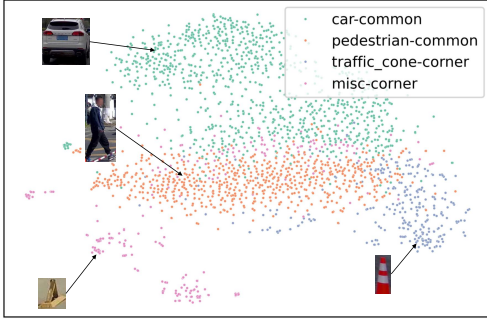 car-common
pedestrian-common
traffic_cone-corner
misc-corner